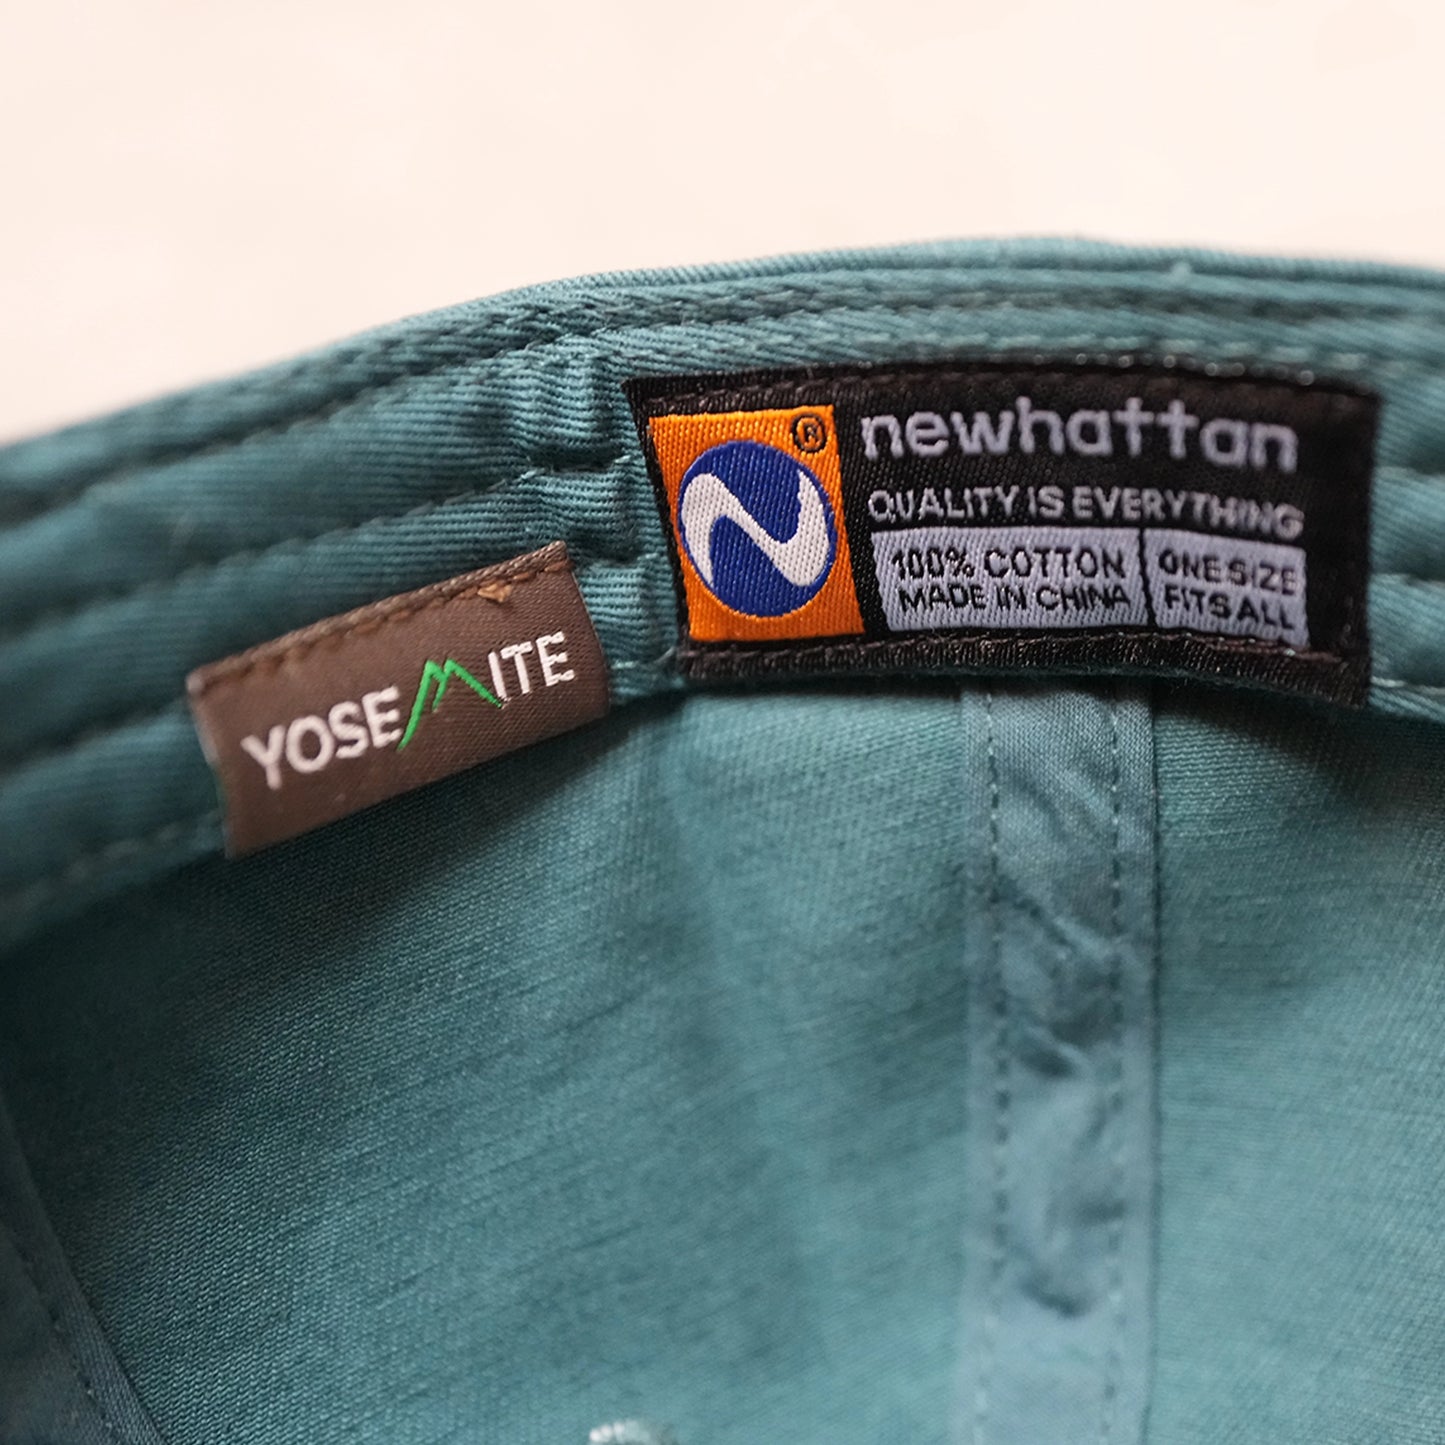 YOSEMITE
®
newhattan
QUALITY IS EVERYTHING
100% COTTON
MADE IN CHINA
ONE SIZE
FITS ALL